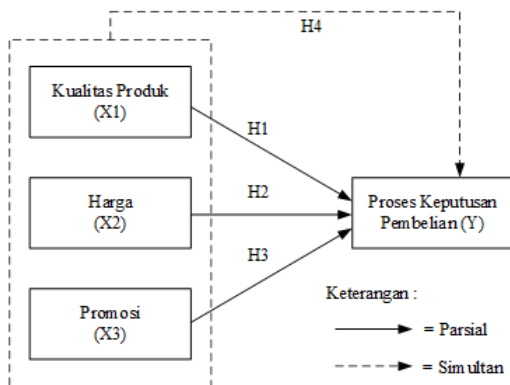 H4
Kualitas Produk
(X1)
H1
Harga
(X2)
H2
Proses Keputusan
Pembelian (Y)
H3
Promosi
(X3)
Keterangan :
= Parsial
= Simultan